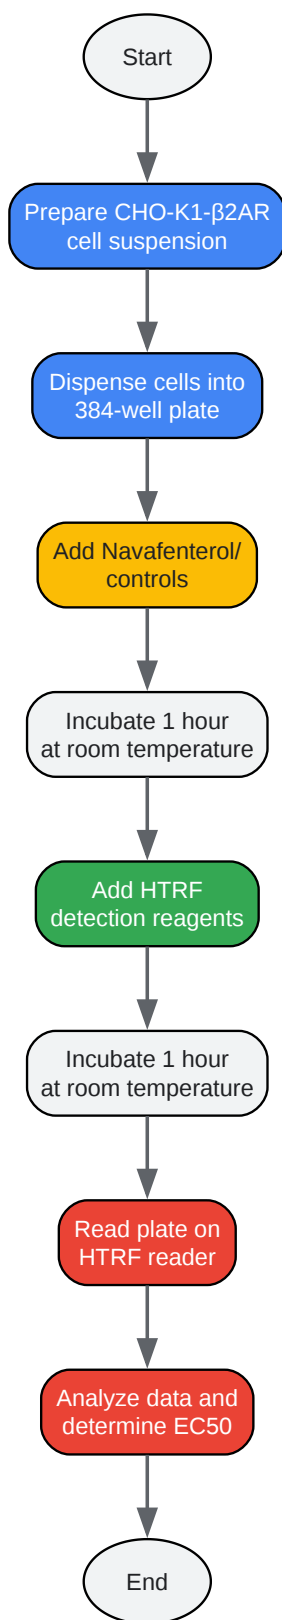 Start
Prepare CHO-K1-β2AR
cell suspension
Dispense cells into
384-well plate
Add Navafenterol/
controls
Incubate 1 hour
at room temperature
Add HTRF
detection reagents
Incubate 1 hour
at room temperature
Read plate on
HTRF reader
Analyze data and
determine EC50
End